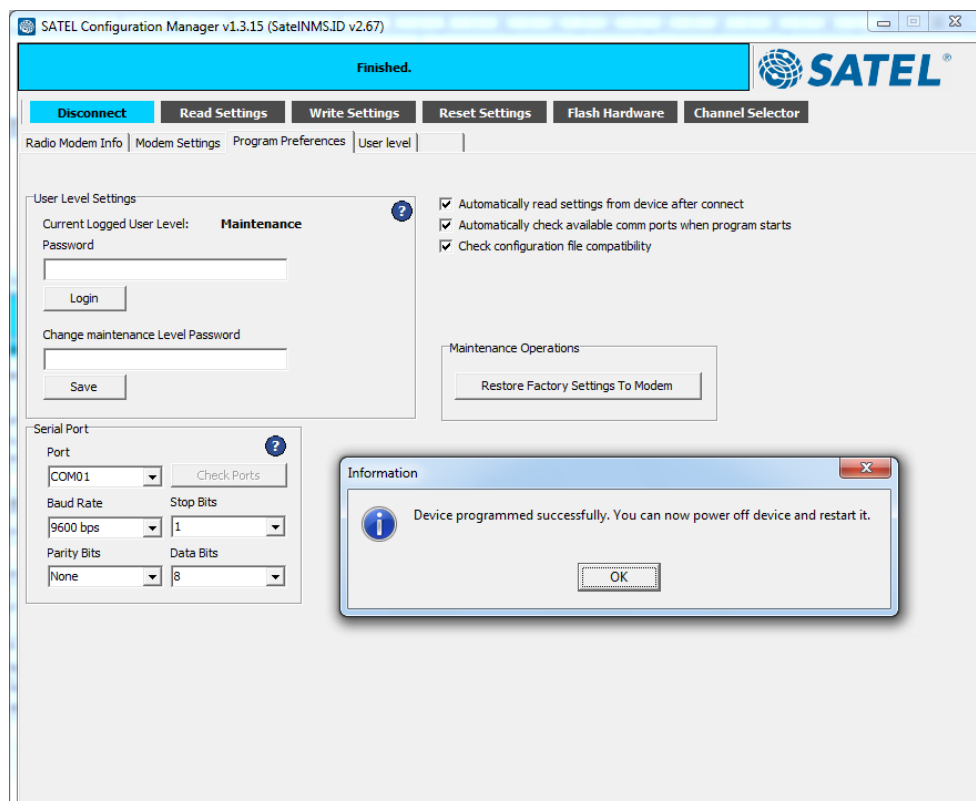 SATEL Configuration Manager v1.3.15 (SatelNMS.ID v2.67)
Finished.
SATEL®
Disconnect Read Settings Write Settings Reset Settings Flash Hardware Channel Selector
Radio Modem Info Modem Settings Program Preferences User level
User Level Settings
?
Current Logged User Level: Maintenance
Password
Login
Change maintenance Level Password
Save
Automatically read settings from device after connect
Automatically check available comm ports when program starts
Check configuration file compatibility
Maintenance Operations
Restore Factory Settings To Modem
Serial Port
?
Port
COM01 Check Ports
Baud Rate Stop Bits
9600 bps 1
Parity Bits Data Bits
None 8
Information
Device programmed successfully. You can now power off device and restart it.
OK